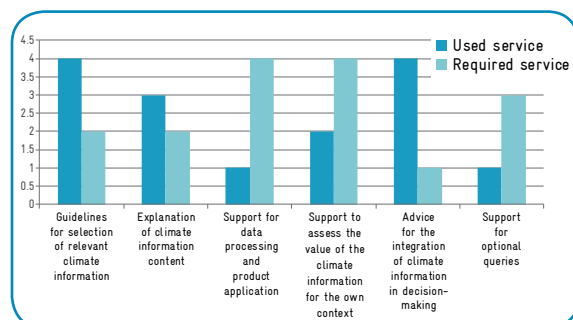 4.5
4
3.5
3
2.5
2
1.5
1
0.5
0
Used service
Required service
Guidelines
for selection
of relevant
climate
information
Explanation
of climate
information
content
Support for
data
processing
and
product
application
Support to
assess the
value of the
climate
information
for the own
context
Advice
for the
integration
of climate
information
in decision-
making
Support
for
optional
queries